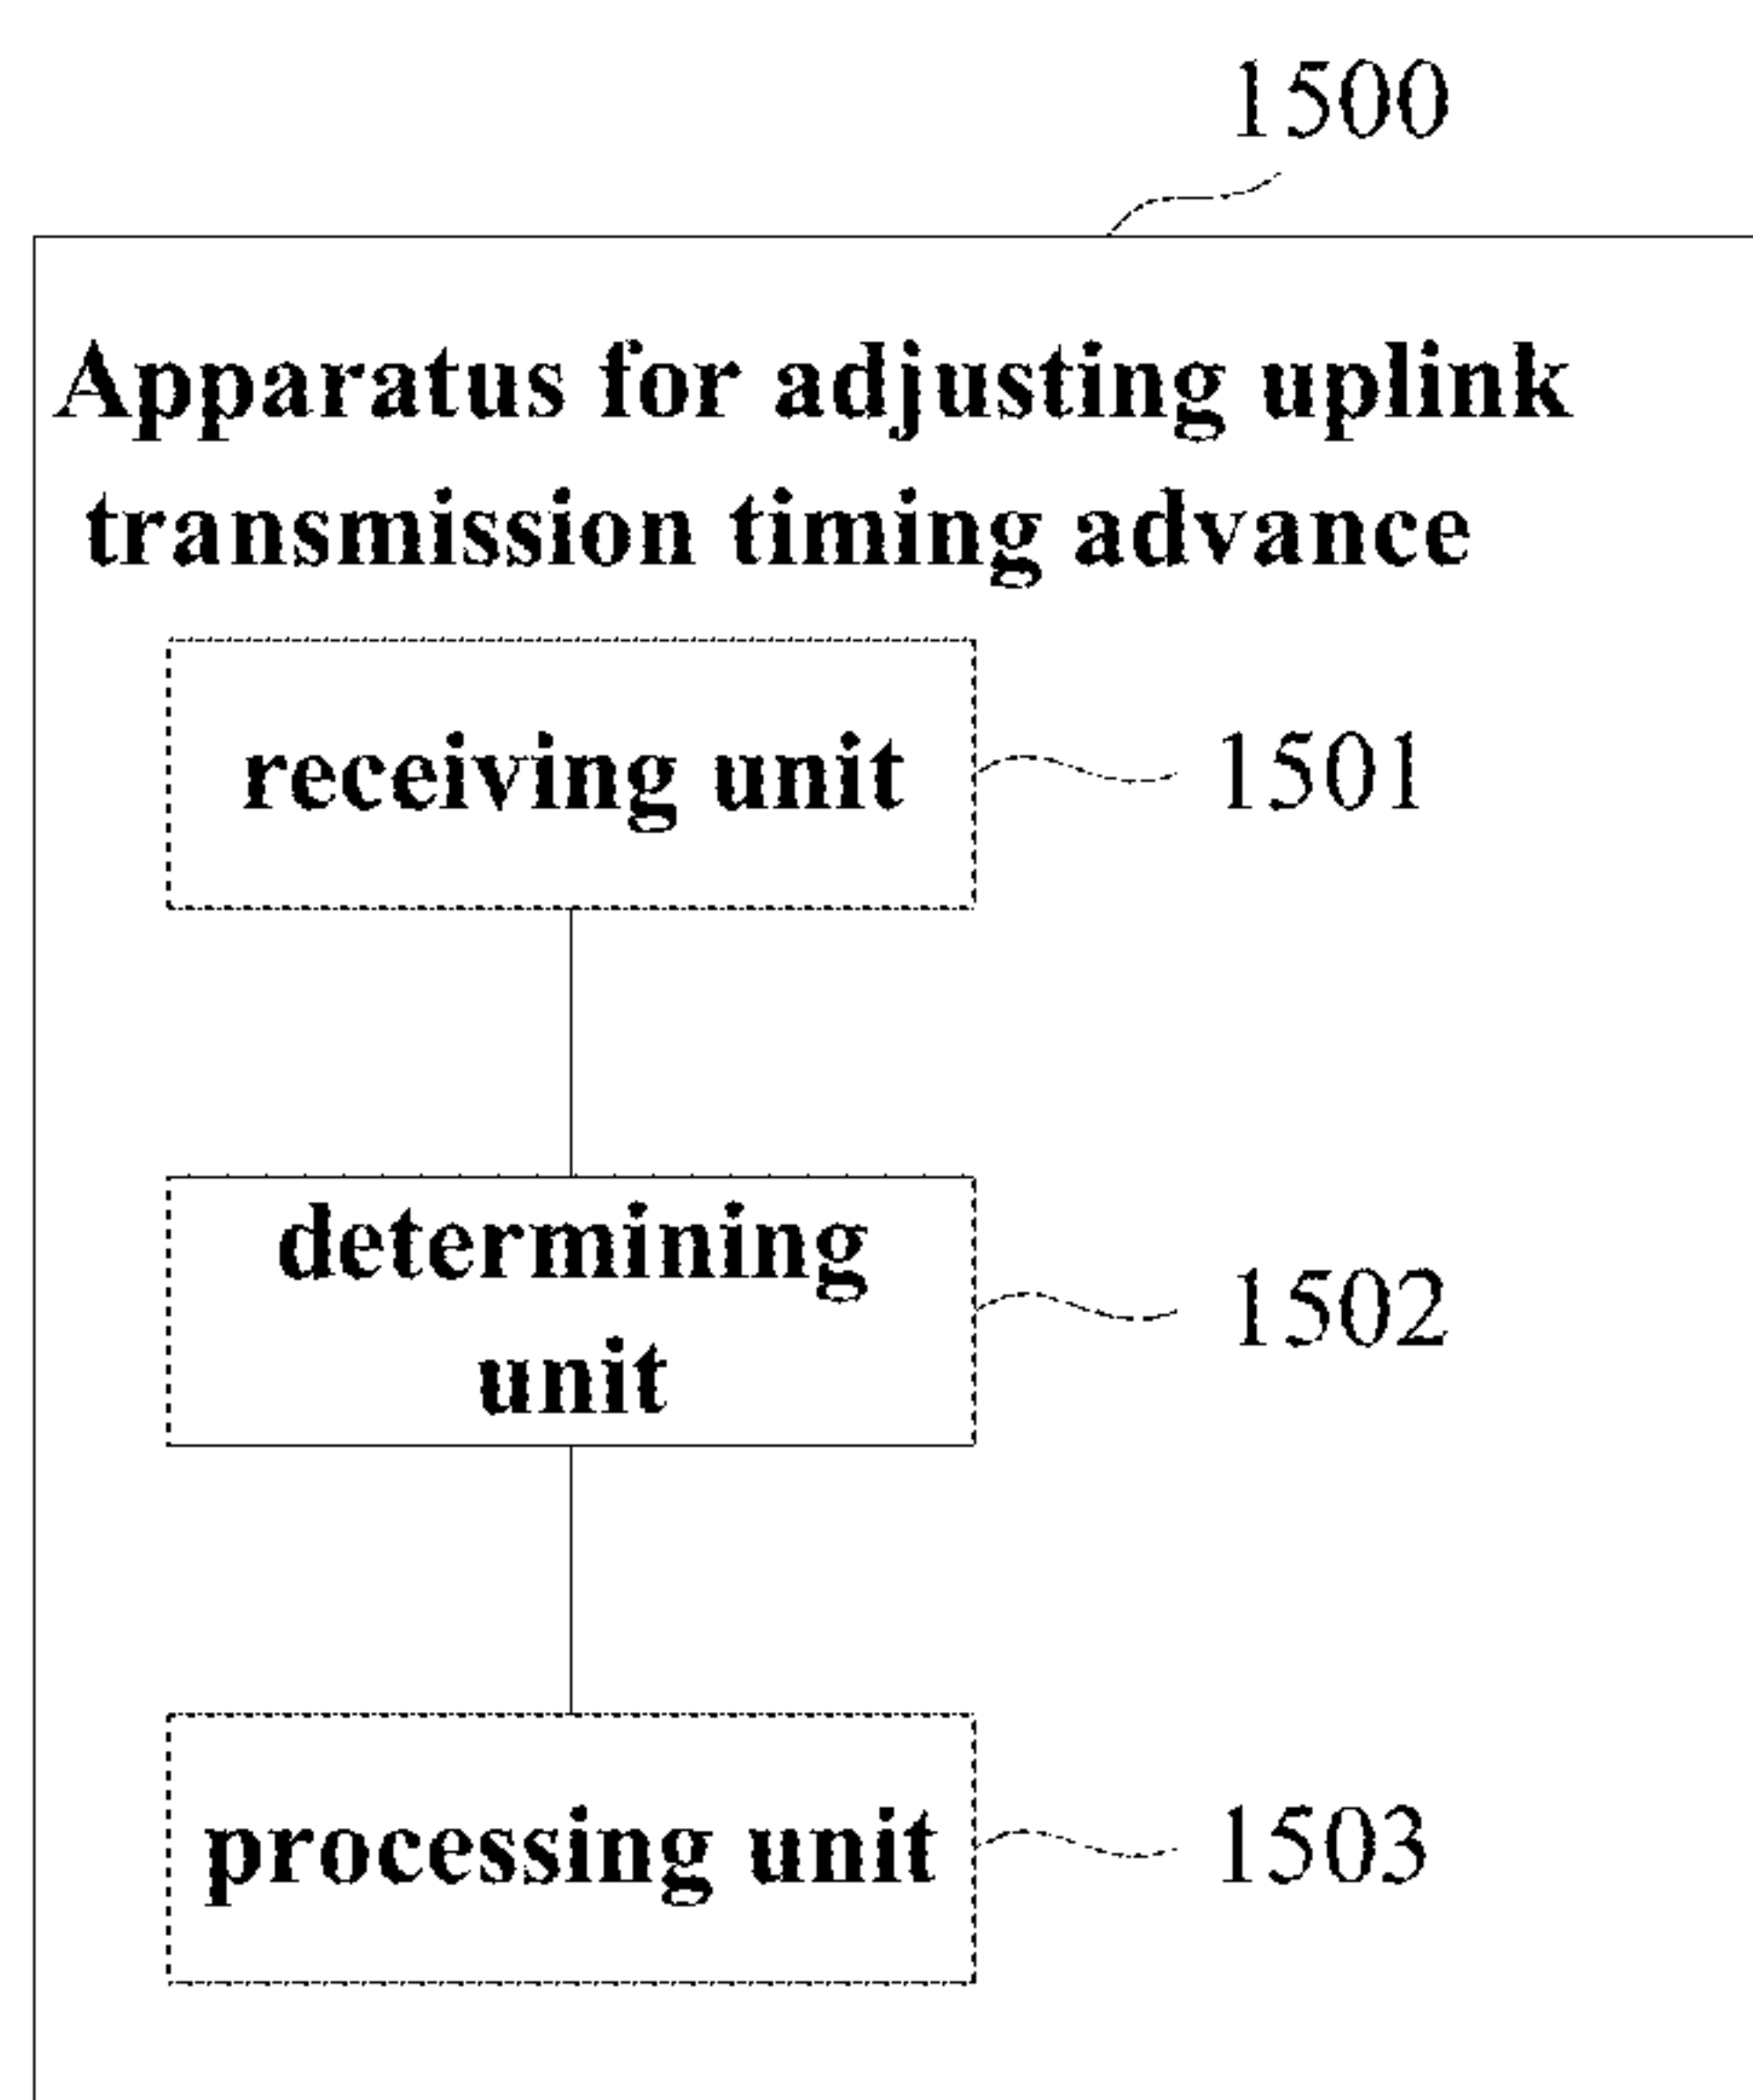 1500
Apparatus for adjusting uplink
transmission timing advance
receiving unit
1501
determining
unit
1502
processing unit
1503